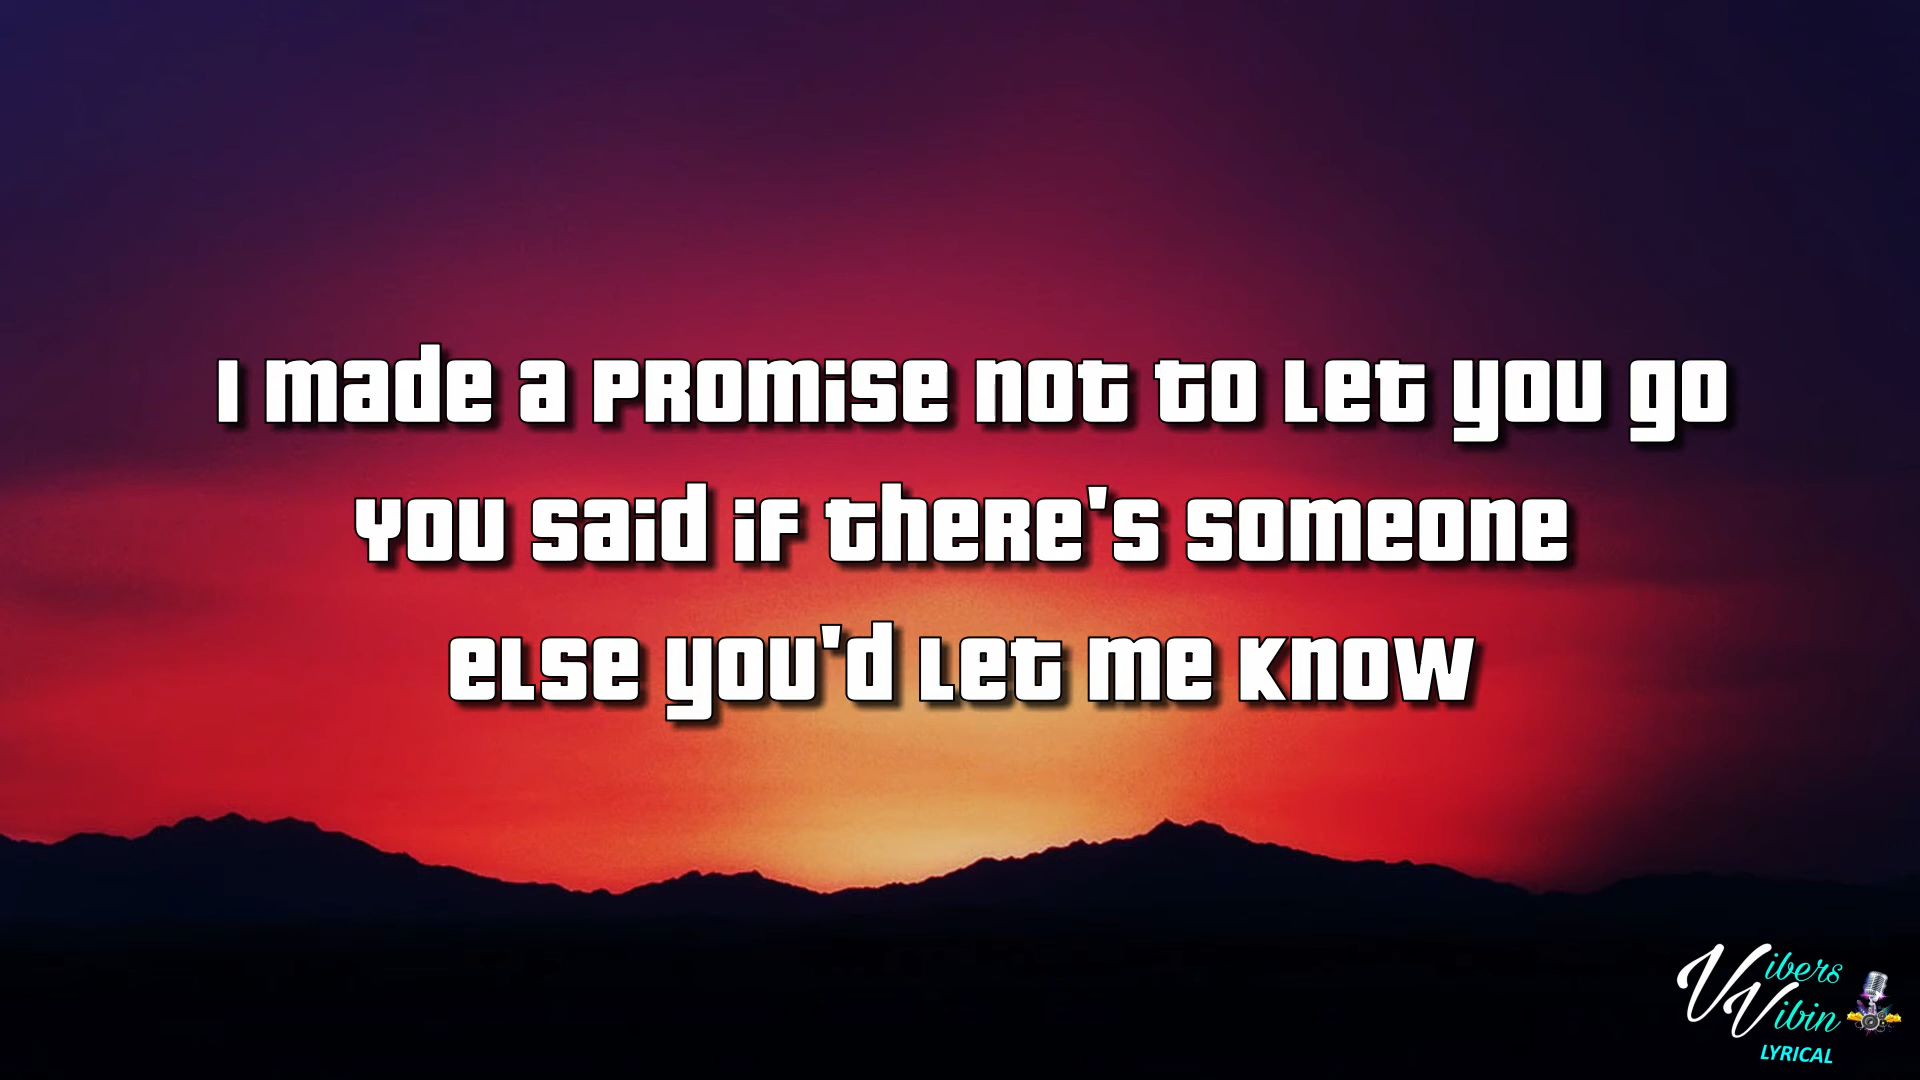 I made a promise not to let you go
you said if there's someone
else you'd let me know
Vibers
Vibin
LYRICAL